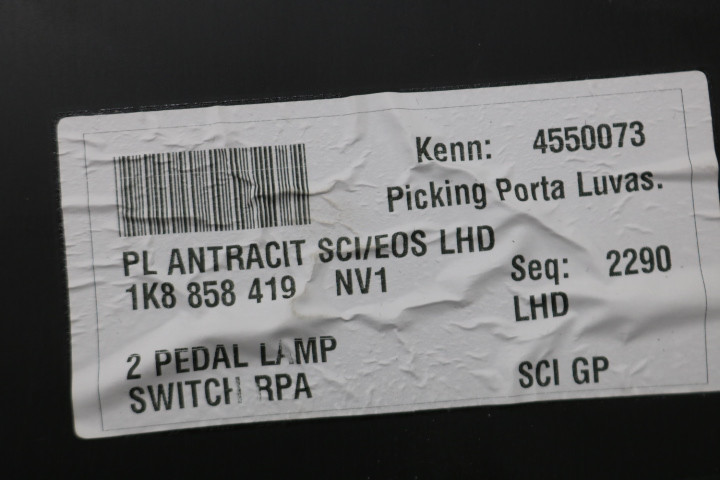 Kenn: 4550073
Picking Porta Luvas.
PL ANTRACIT SCI/EOS LHD
1K8 858 419 NV1
Seq: 2290
LHD
2 PEDAL LAMP
SWITCH RPA
SCI GP